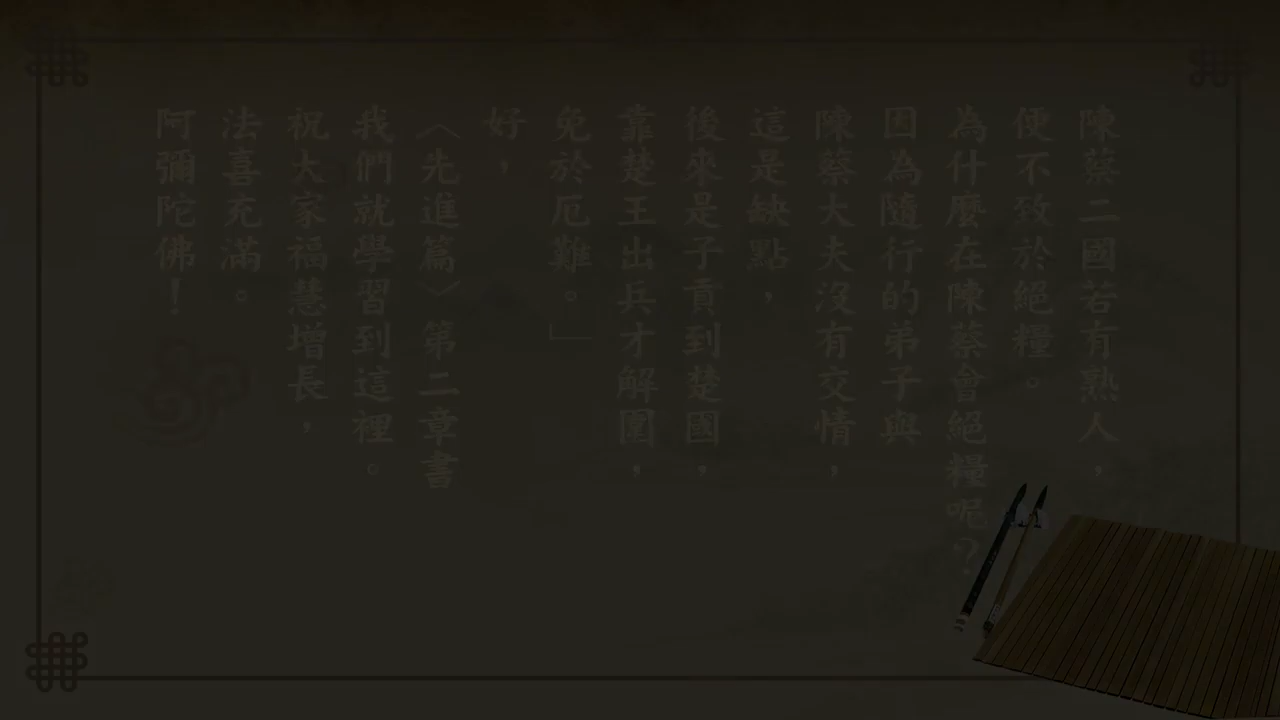 陳蔡二國若有熟人，
便不致於絕糧。
為什麼在陳蔡會絕糧呢？
因為隨行的弟子與
陳蔡大夫沒有交情，
這是缺點，
後來是子貢到楚國，
靠楚王出兵才解圍，
免於厄難。」
好，
〈先進篇〉第二章書
我們就學習到這裡。
祝大家福慧增長，
法喜充滿。
阿彌陀佛！